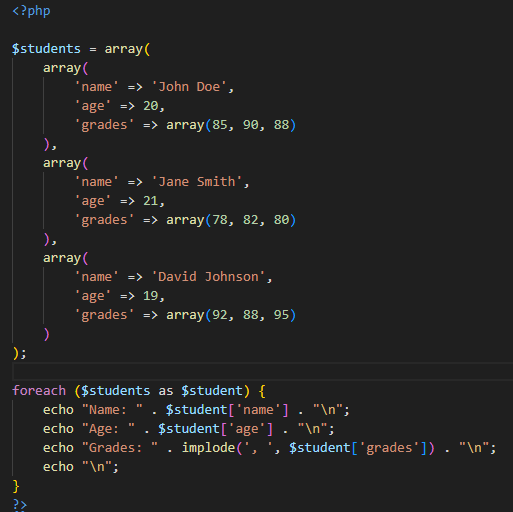 <?php

$students = array(
    array(
        'name' => 'John Doe',
        'age' => 20,
        'grades' => array(85, 90, 88)
    ),
    array(
        'name' => 'Jane Smith',
        'age' => 21,
        'grades' => array(78, 82, 80)
    ),
    array(
        'name' => 'David Johnson',
        'age' => 19,
        'grades' => array(92, 88, 95)
    )
);

foreach ($students as $student) {
    echo "Name: " . $student['name'] . "\n";
    echo "Age: " . $student['age'] . "\n";
    echo "Grades: " . implode(', ', $student['grades']) . "\n";
    echo "\n";
}
?>